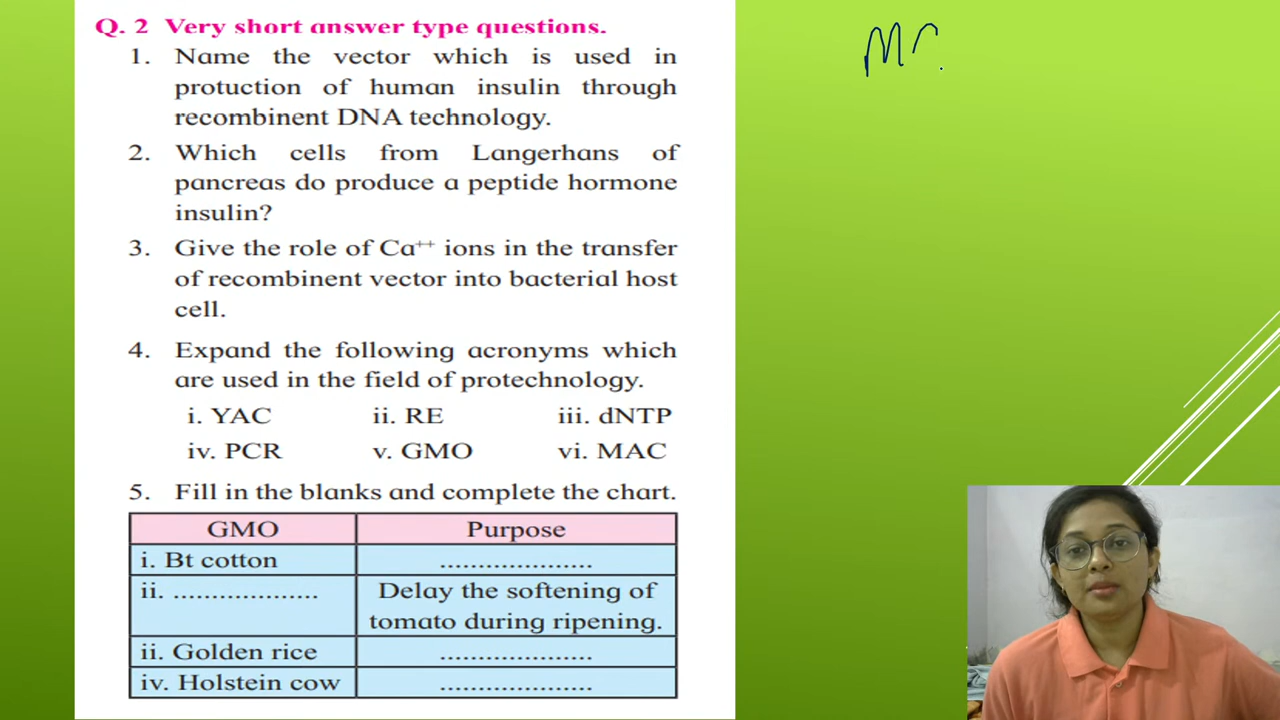 Q. 2 Very short answer type questions.
1. Name the vector which is used in
protuction of human insulin through
recombinent DNA technology.
2. Which cells from Langerhans of
pancreas do produce a peptide hormone
insulin?
3. Give the role of Ca⁺⁺ ions in the transfer
of recombinent vector into bacterial host
cell.
4. Expand the following acronyms which
are used in the field of protechnology.
i. YAC ii. RE iii. dNTP
iv. PCR v. GMO vi. MAC
5. Fill in the blanks and complete the chart.
GMO Purpose
i. Bt cotton ....................
ii. ................... Delay the softening of
tomato during ripening.
ii. Golden rice ....................
iv. Holstein cow ....................